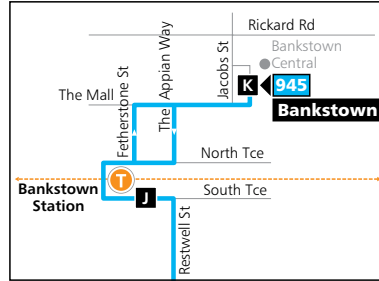 Rickard Rd
Bankstown
Central
The Appian Way
Jacobs St
Fetherstone St
The Mall
K
945
Bankstown
North Tce
T
Bankstown
Station
J
South Tce
Restwell St